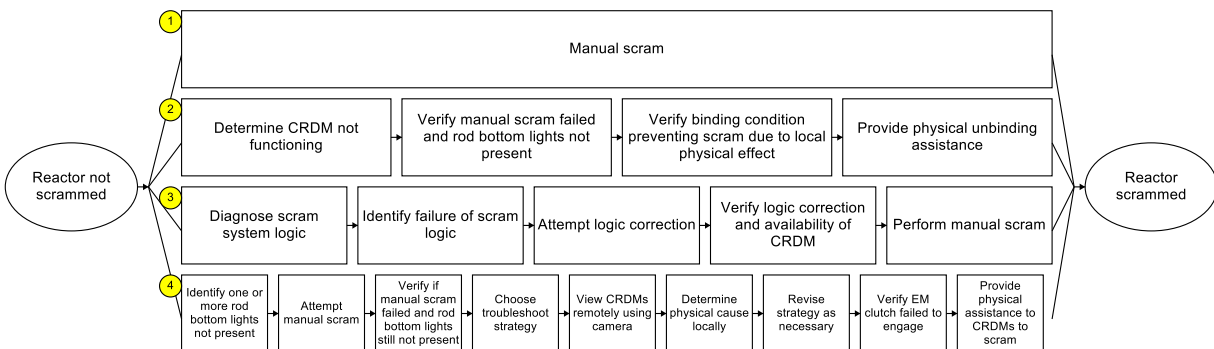 1
Manual scram
2
Determine CRDM not
functioning
Verify manual scram failed
and rod bottom lights not
present
Verify binding condition
preventing scram due to local
physical effect
Provide physical unbinding
assistance
Reactor not
scrammed
Reactor
scrammed
3
Diagnose scram
system logic
Identify failure of scram
logic
Attempt logic correction
Verify logic correction
and availability of
CRDM
Perform manual scram
4
Identify one or
more rod
bottom lights
not present
Attempt
manual scram
Verify if
manual scram
failed and rod
bottom lights
still not present
Choose
troubleshoot
strategy
View CRDMs
remotely using
camera
Determine
physical cause
locally
Revise
strategy as
necessary
Verify EM
clutch failed to
engage
Provide
physical
assistance to
CRDMs to
scram